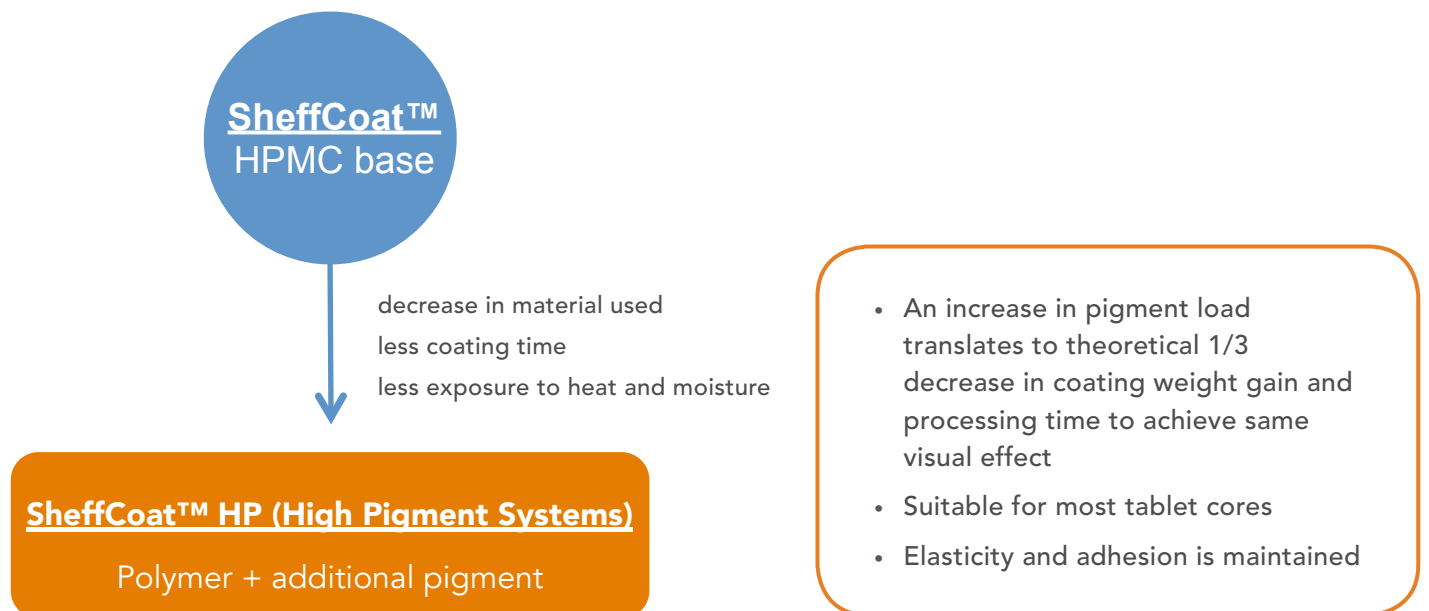 SheffCoat™
HPMC base
decrease in material used
less coating time
less exposure to heat and moisture
SheffCoat™ HP (High Pigment Systems)
Polymer + additional pigment
• An increase in pigment load
translates to theoretical 1/3
decrease in coating weight gain and
processing time to achieve same
visual effect
• Suitable for most tablet cores
• Elasticity and adhesion is maintained